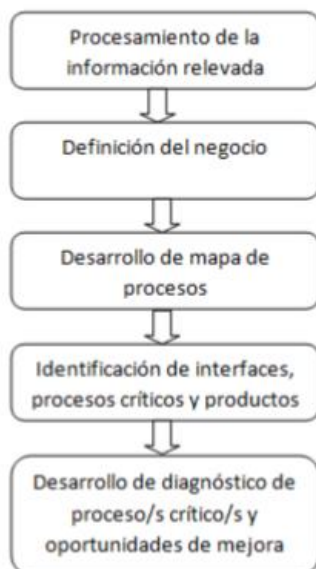 Procesamiento de la
información relevada
Definición del negocio
Desarrollo de mapa de
procesos
Identificación de interfaces,
procesos críticos y productos
Desarrollo de diagnóstico de
proceso/s crítico/s y
oportunidades de mejora